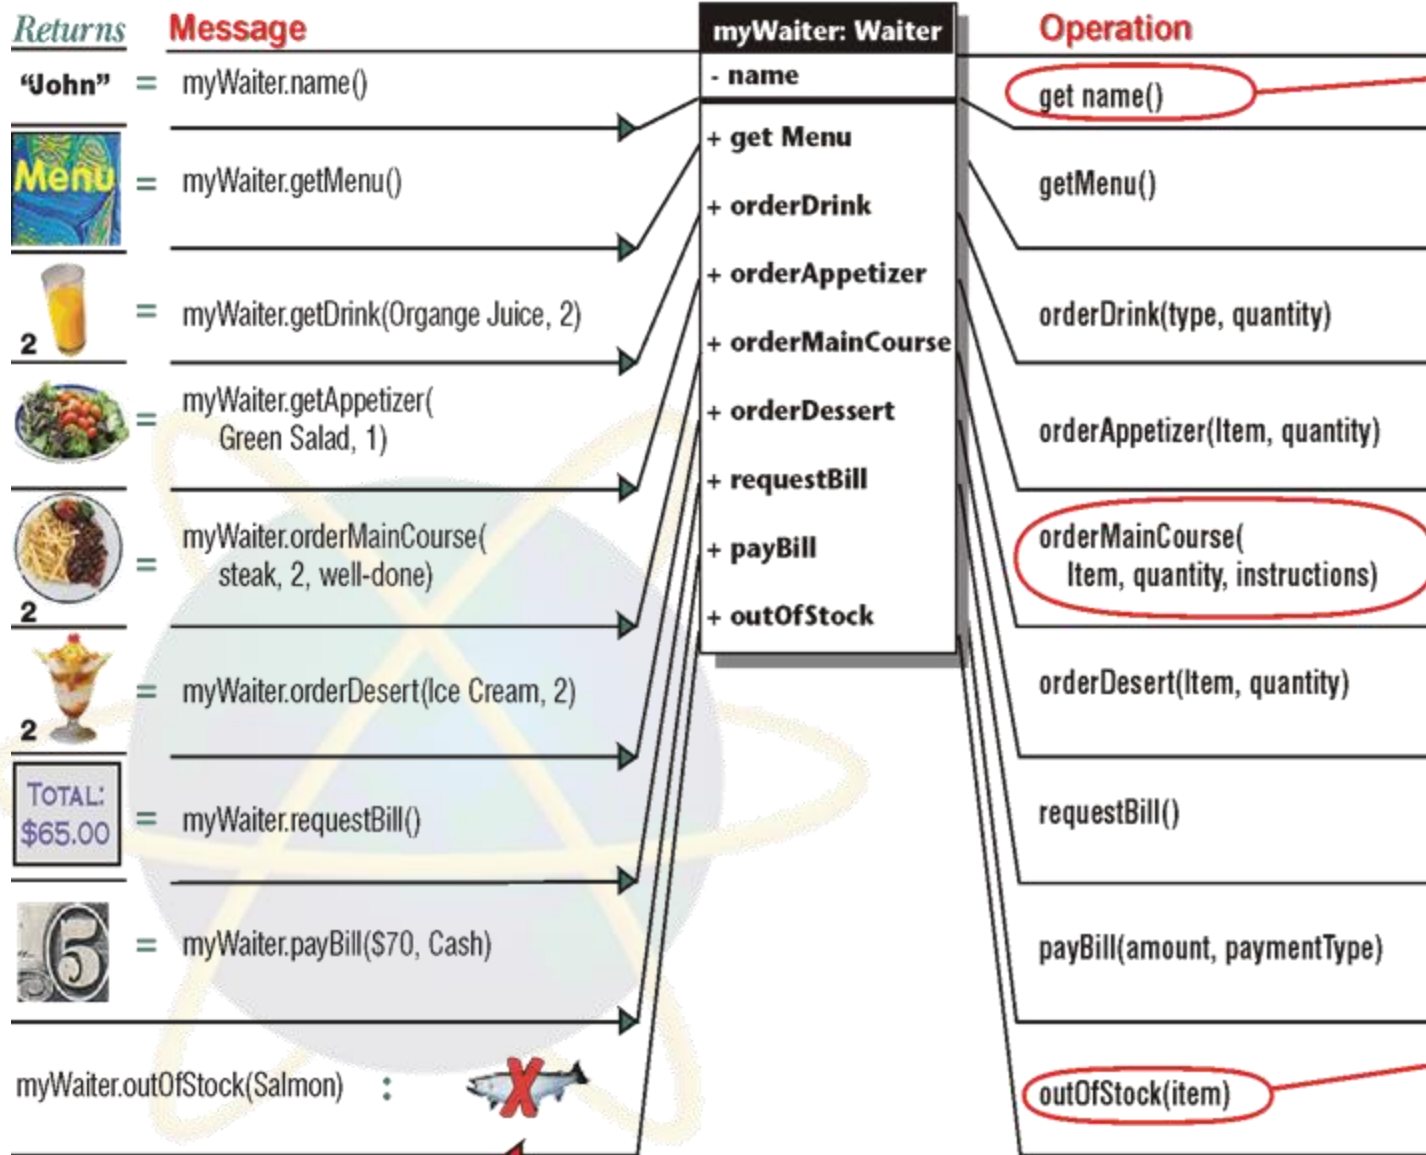 Returns Message
"John" = myWaiter.name()
Menu = myWaiter.getMenu()
2 = myWaiter.getDrink(Organge Juice, 2)
= myWaiter.getAppetizer(
Green Salad, 1)
2 = myWaiter.orderMainCourse(
steak, 2, well-done)
2 = myWaiter.orderDesert(Ice Cream, 2)
TOTAL:
$65.00 = myWaiter.requestBill()
5 = myWaiter.payBill($70, Cash)
myWaiter.outOfStock(Salmon) : X
myWaiter: Waiter
- name
+ get Menu
+ orderDrink
+ orderAppetizer
+ orderMainCourse
+ orderDessert
+ requestBill
+ payBill
+ outOfStock
Operation
get name()
getMenu()
orderDrink(type, quantity)
orderAppetizer(Item, quantity)
orderMainCourse(
Item, quantity, instructions)
orderDesert(Item, quantity)
requestBill()
payBill(amount, paymentType)
outOfStock(item)